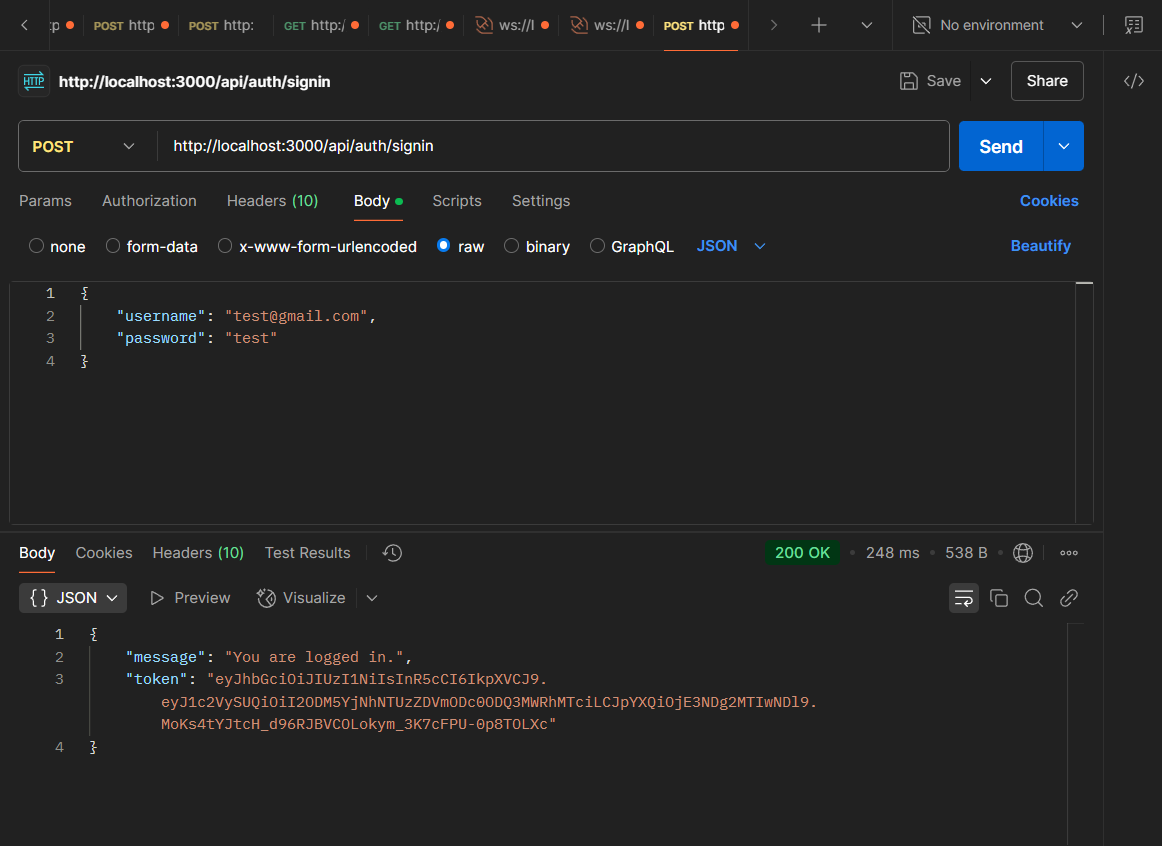 :p POST http POST http: GET http:/ GET http:/ ws://l ws://l POST http No environment
HTTP http://localhost:3000/api/auth/signin Save Share
POST http://localhost:3000/api/auth/signin Send
Params Authorization Headers (10) Body Scripts Settings Cookies
none form-data x-www-form-urlencoded raw binary GraphQL JSON Beautify
1 {
2 "username": "test@gmail.com",
3 "password": "test"
4 }
Body Cookies Headers (10) Test Results 200 OK 248 ms 538 B
{} JSON Preview Visualize
1 {
2 "message": "You are logged in.",
3 "token": "eyJhbGciOiJIUzI1NiIsInR5cCI6IkpXVCJ9.
eyJ1c2VySUQiOiI2ODM5YjNhNTUzZDVmODc0ODQ3MWRhMTciLCJpYXQiOjE3NDg2MTIwNDl9.
MoKs4tYJtcH_d96RJBVCOLokym_3K7cFPU-0p8TOLXc"
4 }